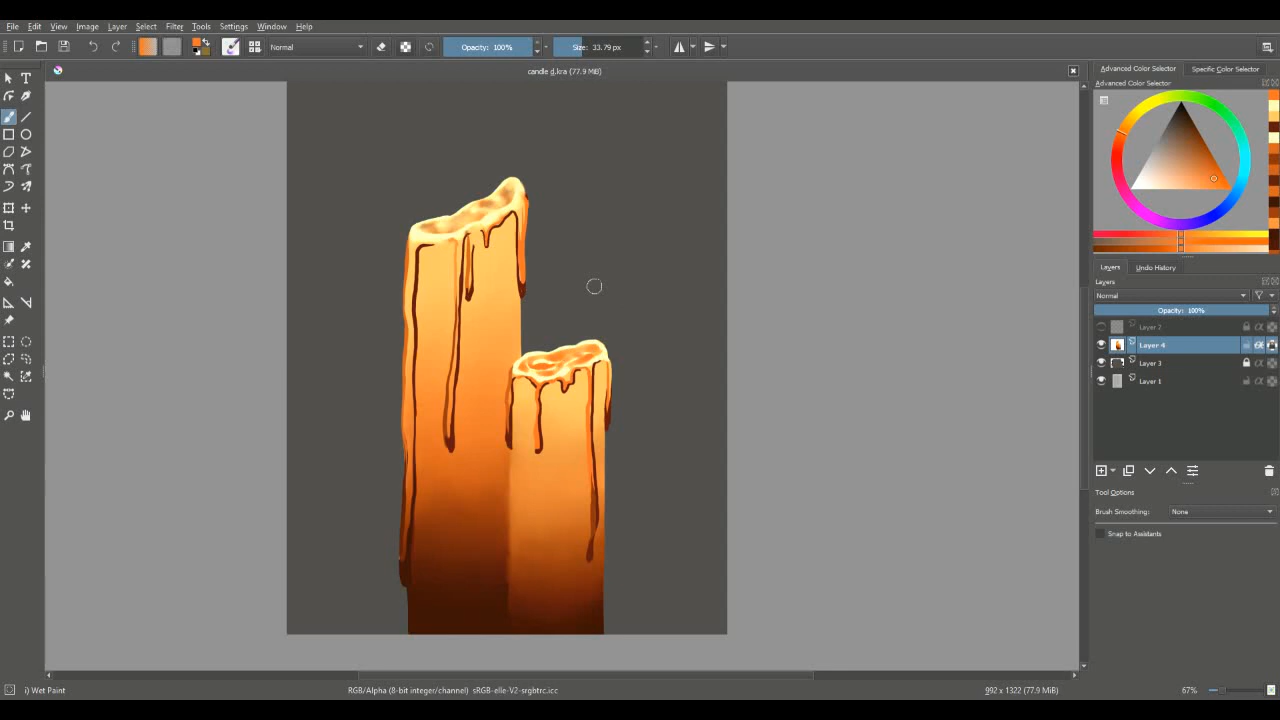 File Edit View Image Layer Select Filter Tools Settings Window Help
Normal Opacity: 100% Size: 33.79 px
candle g.kra (77.9 MiB)
Advanced Color Selector Specific Color Selector
Advanced Color Selector
Layers Undo History
Layers
Normal
Opacity: 100%
Layer 2
Layer 4
Layer 3
Layer 1
Tool Options
Brush Smoothing: None
Snap to Assistants
i) Wet Paint RGB/Alpha (8-bit integer/channel) sRGB-elle-V2-srgbtrc.icc 992 x 1322 (77.9 MiB) 67%